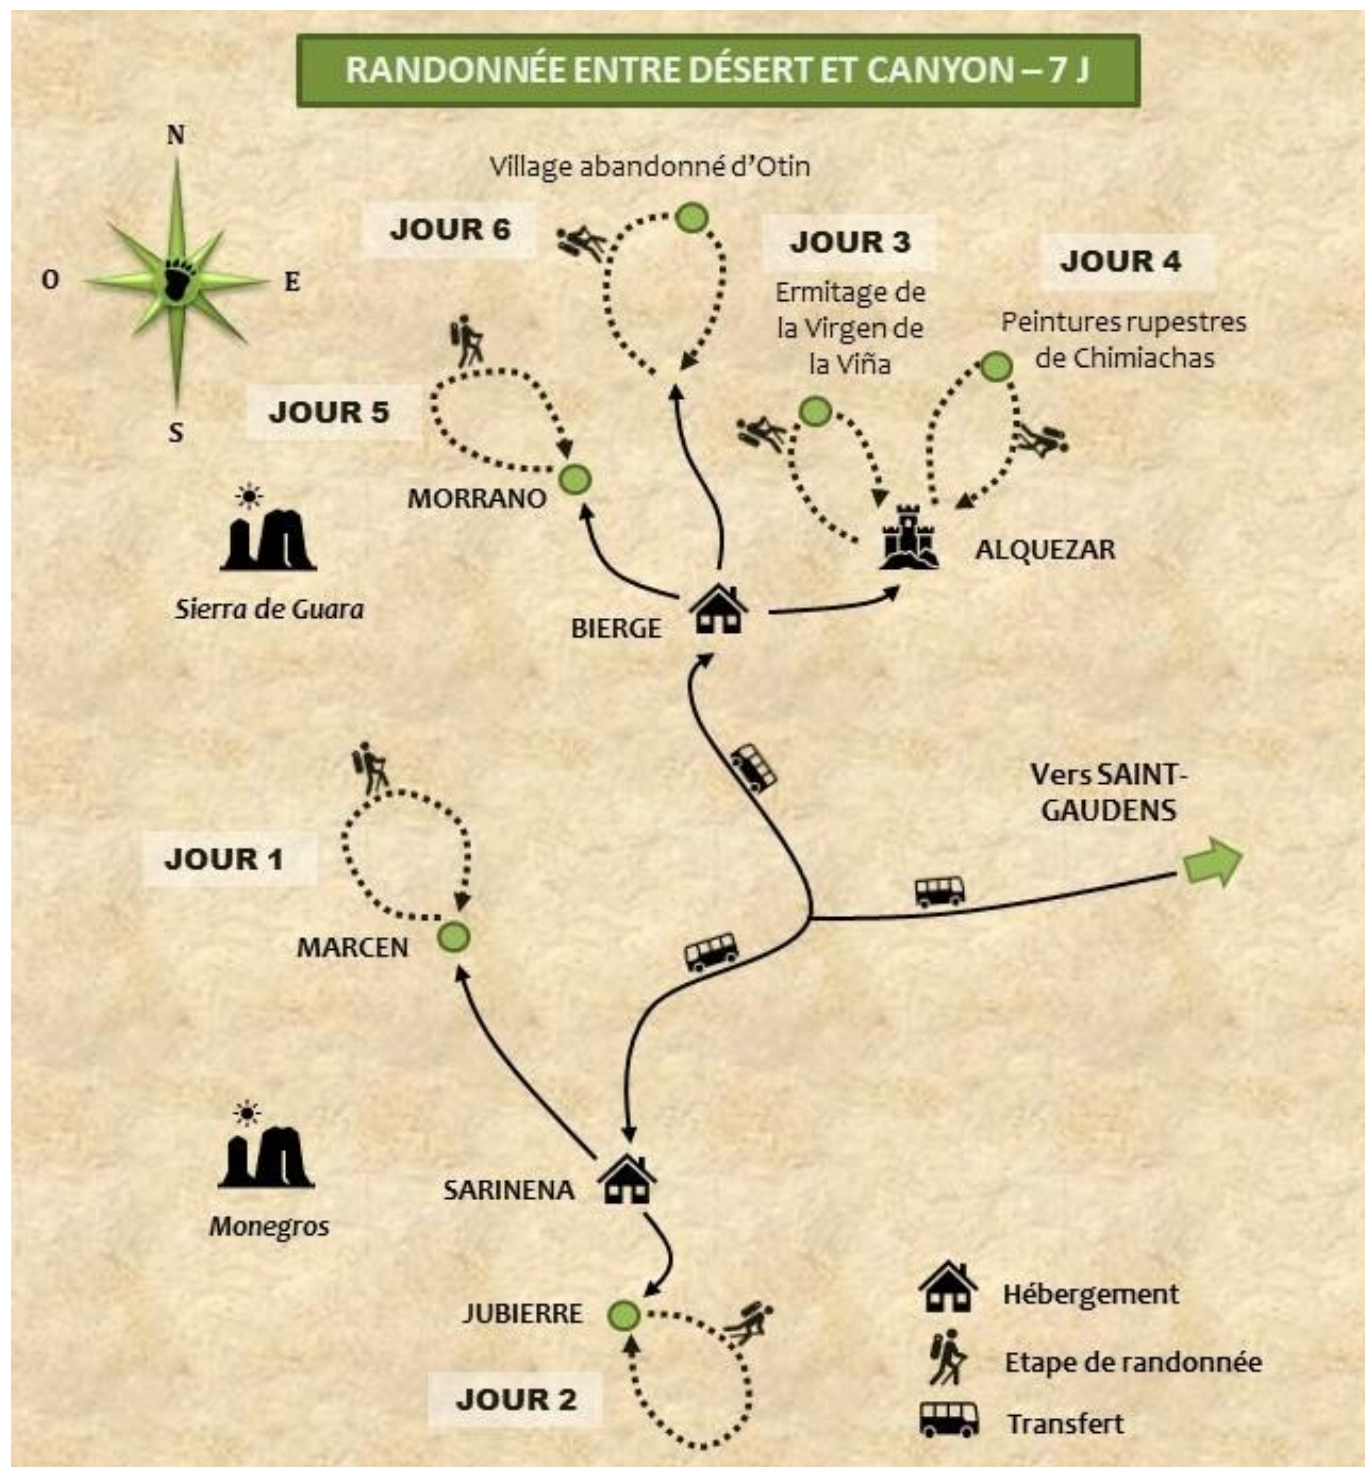 RANDONNÉE ENTRE DÉSERT ET CANYON – 7 J
N
O
E
S
Village abandonné d'Otin
JOUR 6
JOUR 3
Ermitage de
la Virgen de
la Viña
JOUR 4
Peintures rupestres
de Chimiachas
JOUR 5
MORRANO
ALQUEZAR
Sierra de Guara
BIERGE
Vers SAINT-
GAUDENS
JOUR 1
MARCEN
SARINENA
Monegros
JUBIERRE
JOUR 2
Hébergement
Etape de randonnée
Transfert